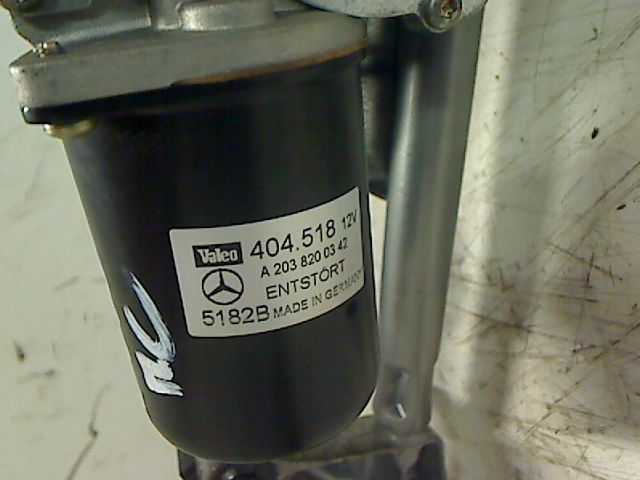 Valeo 404.518 12V
A 203 820 03 42
ENTSTÖRT
5182B MADE IN GERMANY